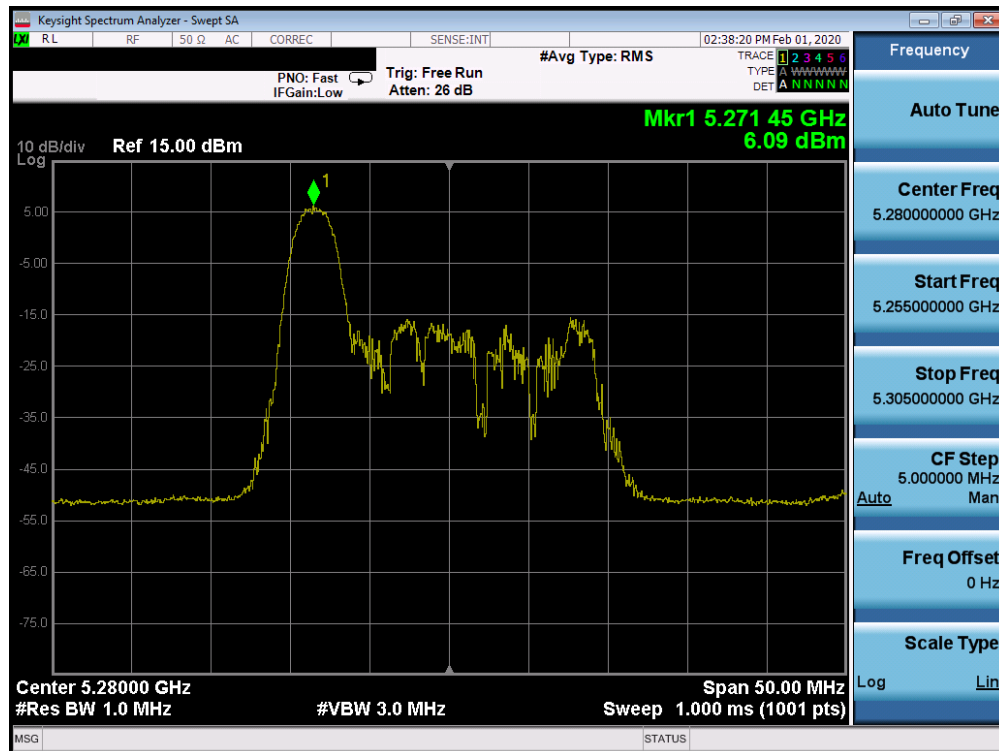 Keysight Spectrum Analyzer - Swept SA
LXI RL RF 50 Ω AC CORREC SENSE:INT 02:38:20 PM Feb 01, 2020
PNO: Fast
IFGain:Low
Trig: Free Run
Atten: 26 dB
#Avg Type: RMS
TRACE 1 2 3 4 5 6
TYPE A WWWWW
DET A N N N N N
Mkr1 5.271 45 GHz
6.09 dBm
10 dB/div
Log
Ref 15.00 dBm
1
5.00
-5.00
-15.0
-25.0
-35.0
-45.0
-55.0
-65.0
-75.0
Center 5.28000 GHz
#Res BW 1.0 MHz
#VBW 3.0 MHz
Span 50.00 MHz
Sweep 1.000 ms (1001 pts)
MSG
STATUS
Frequency
Auto Tune
Center Freq
5.280000000 GHz
Start Freq
5.255000000 GHz
Stop Freq
5.305000000 GHz
CF Step
5.000000 MHz
Auto Man
Freq Offset
0 Hz
Scale Type
Log Lin